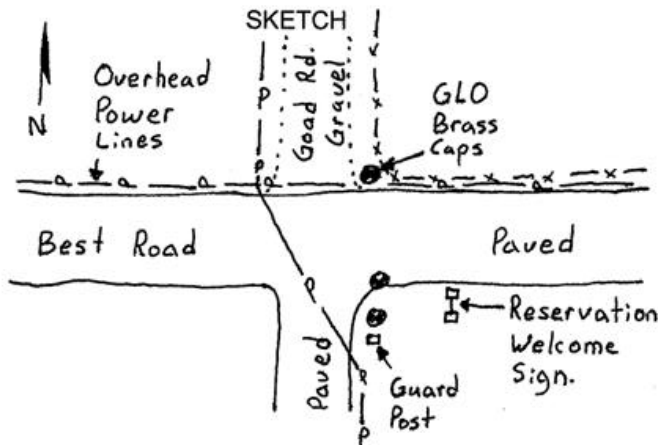 SKETCH
N
Overhead
Power
Lines
Goad Rd.
Gravel
GLO
Brass
Caps
Best Road
Paved
Paved
Guard
Post
Reservation
Welcome
Sign.
P
P
P
P
P
P
P
P
P
P
P
P
x
x
x
x
x
x
x
x